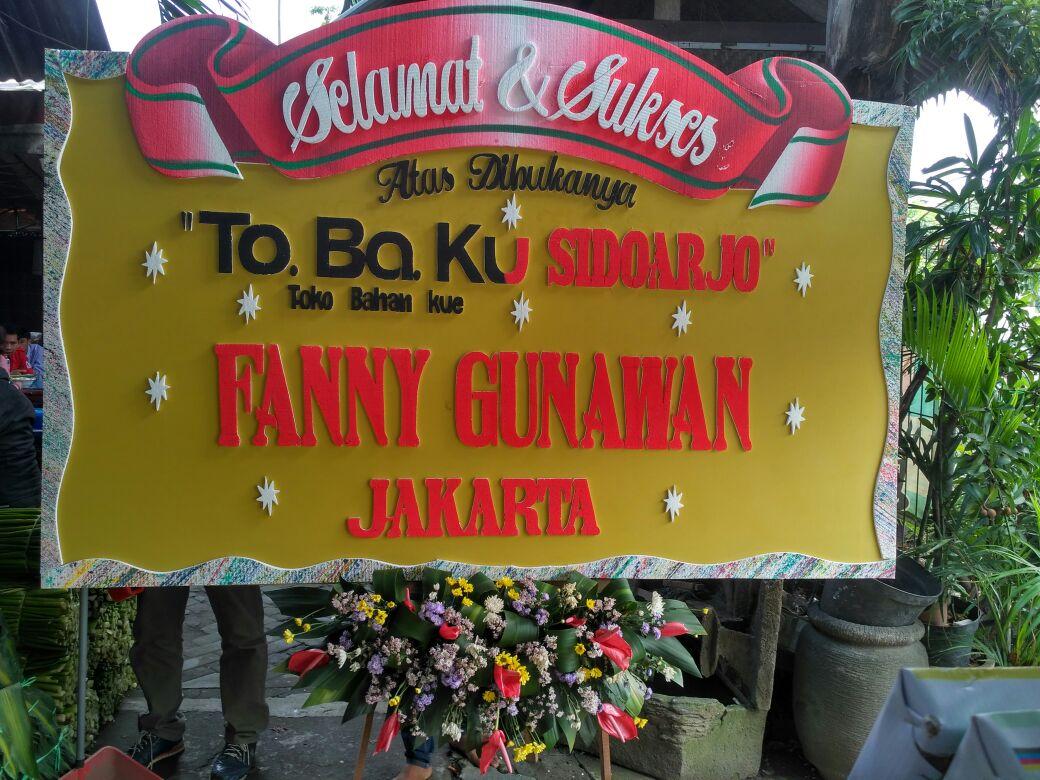 Selamat & Sukses
Atas Dibukanya
"To. Ba. Ku SIDOARJO"
Toko Bahan kue
FANNY GUNAWAN
JAKARTA